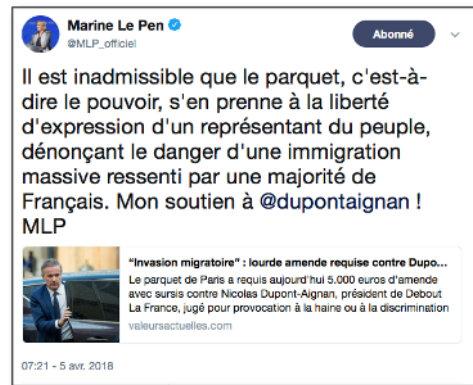 Marine Le Pen
@MLP_officiel
Abonné
Il est inadmissible que le parquet, c'est-à-
dire le pouvoir, s'en prenne à la liberté
d'expression d'un représentant du peuple,
dénonçant le danger d'une immigration
massive ressenti par une majorité de
Français. Mon soutien à @dupontaignan !
MLP
“Invasion migratoire” : lourde amende requise contre Dupo...
Le parquet de Paris a requis aujourd'hui 5.000 euros d'amende
avec sursis contre Nicolas Dupont-Aignan, président de Debout
La France, jugé pour provocation à la haine ou à la discrimination
valeursactuelles.com
07:21 - 5 avr. 2018